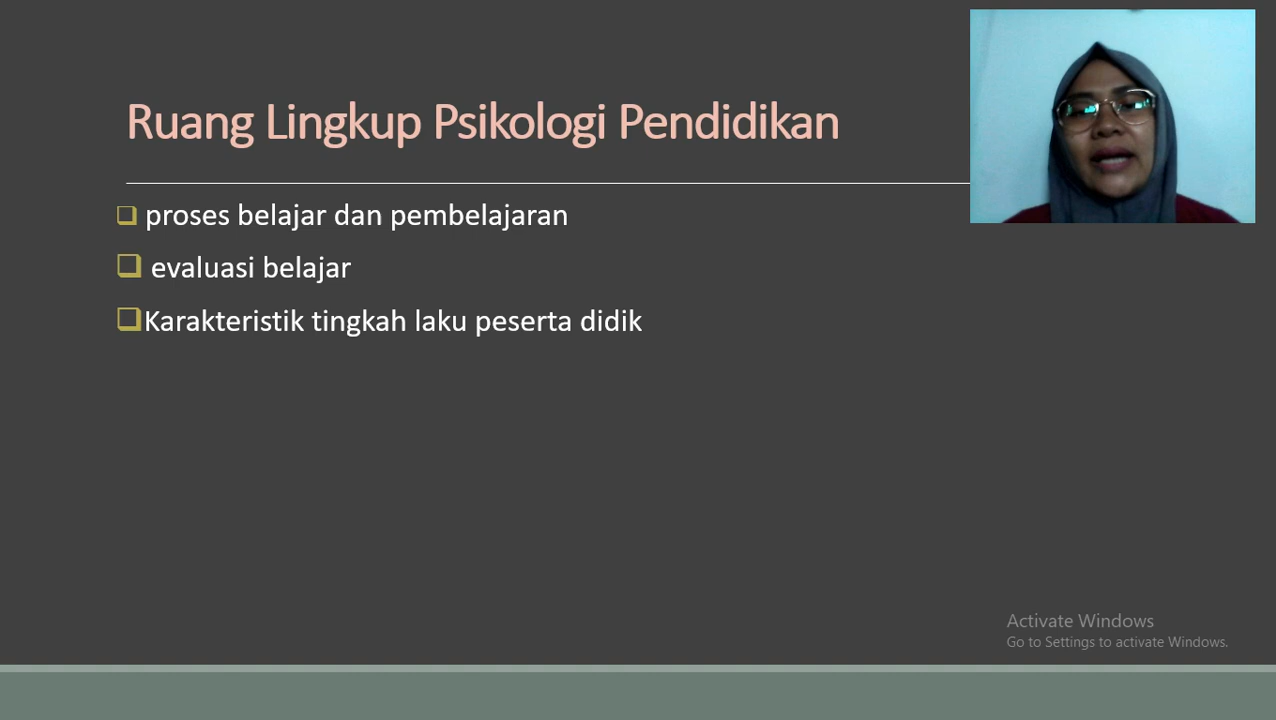 Ruang Lingkup Psikologi Pendidikan
proses belajar dan pembelajaran
evaluasi belajar
Karakteristik tingkah laku peserta didik
Activate Windows
Go to Settings to activate Windows.